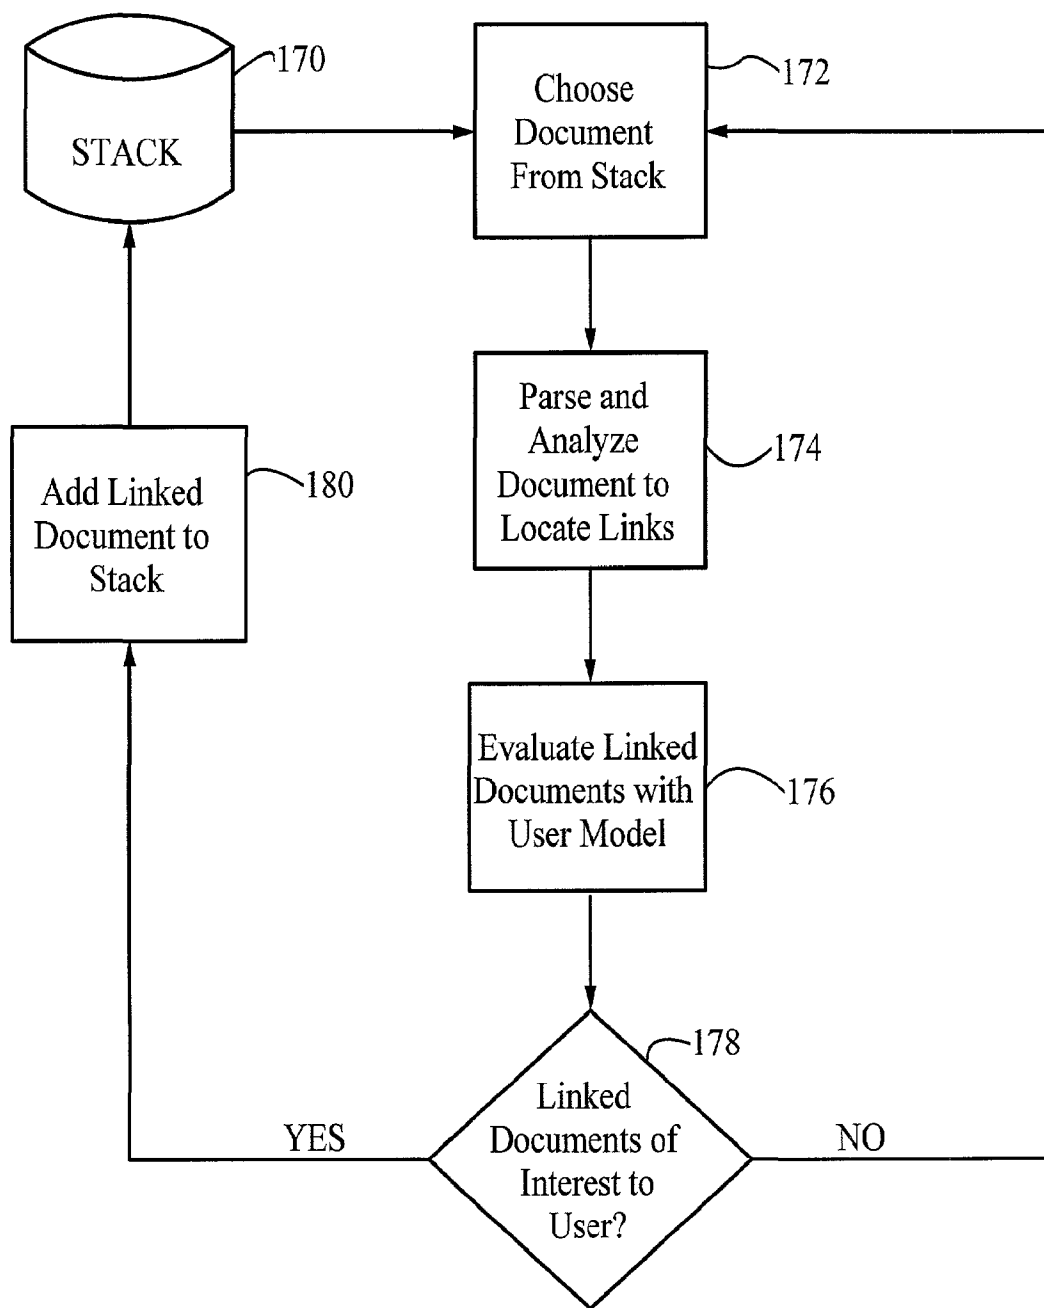 170
STACK
Choose
Document
From Stack
172
Parse and
Analyze
Document to
Locate Links
174
Add Linked
Document to
Stack
180
Evaluate Linked
Documents with
User Model
176
178
Linked
Documents of
Interest to
User?
YES
NO